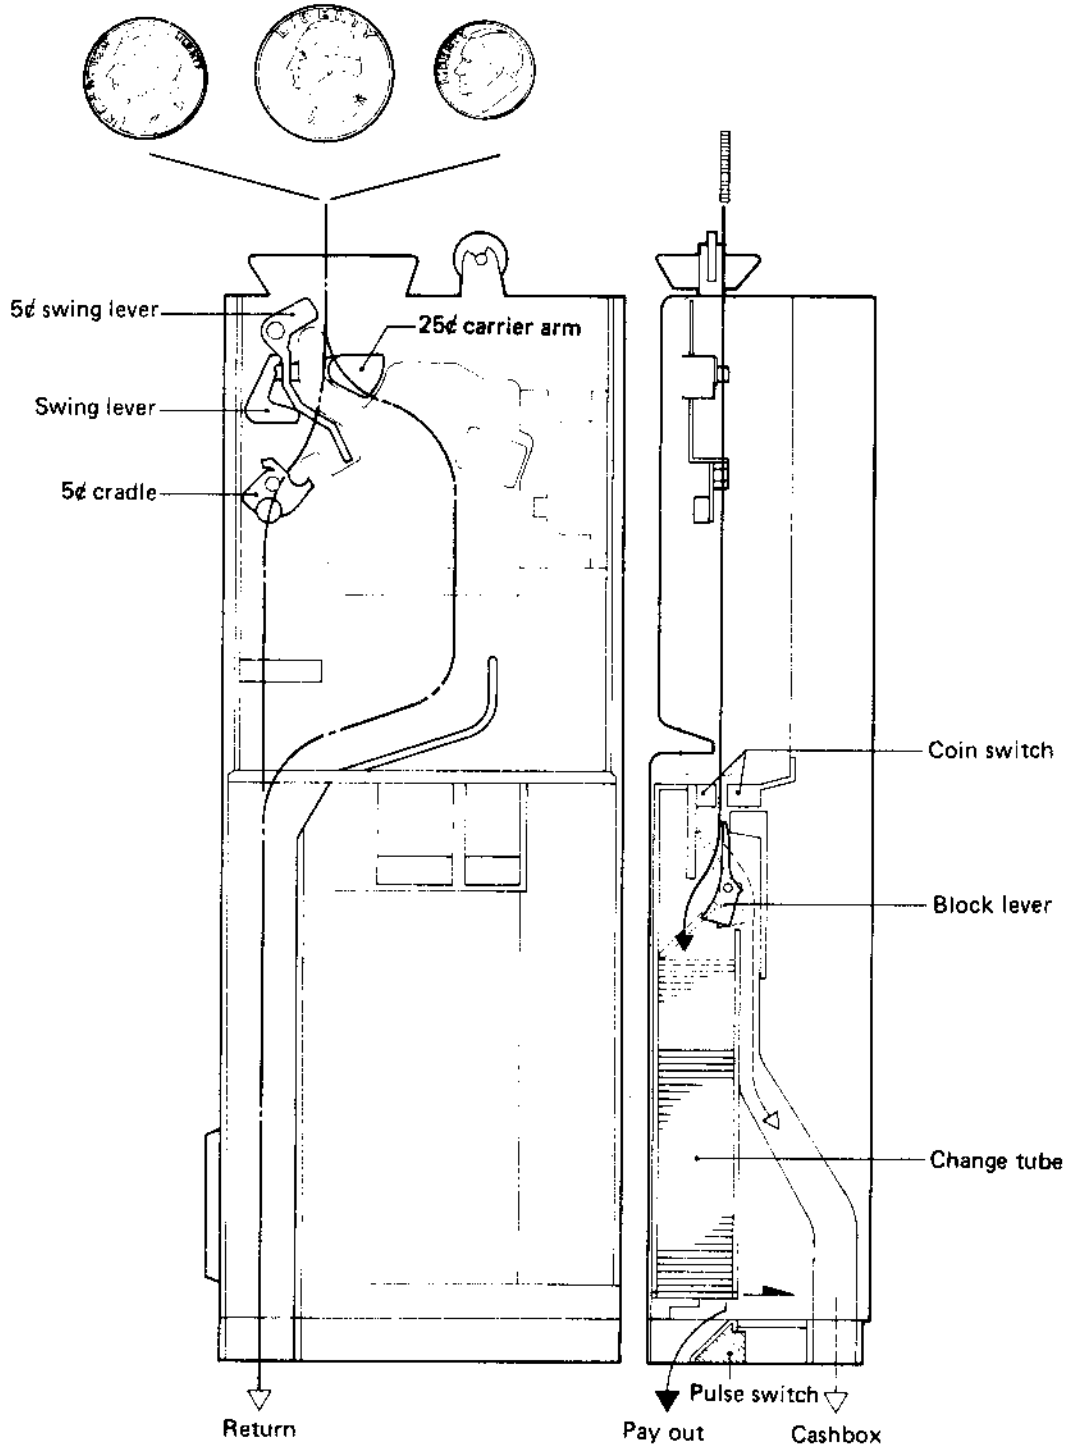 LIBERTY
5¢ swing lever
25¢ carrier arm
Swing lever
5¢ cradle
Coin switch
Block lever
Change tube
Pulse switch
Return
Pay out
Cashbox